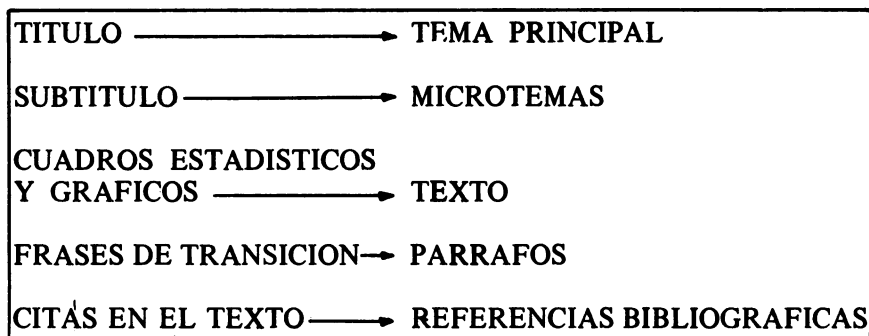 TITULO → TEMA PRINCIPAL
SUBTITULO → MICROTEMAS
CUADROS ESTADISTICOS
Y GRAFICOS → TEXTO
FRASES DE TRANSICION → PARRAFOS
CITAS EN EL TEXTO → REFERENCIAS BIBLIOGRAFICAS